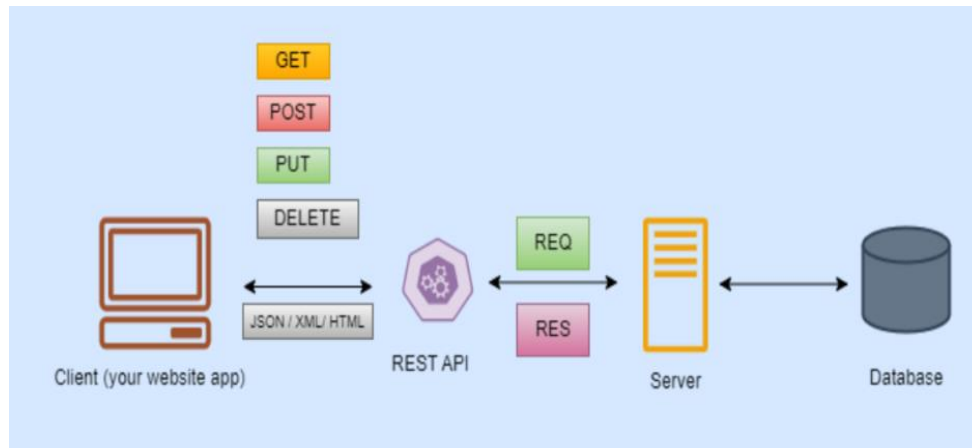 GET
POST
PUT
DELETE
JSON / XML/ HTML
REQ
RES
Client (your website app)
REST API
Server
Database